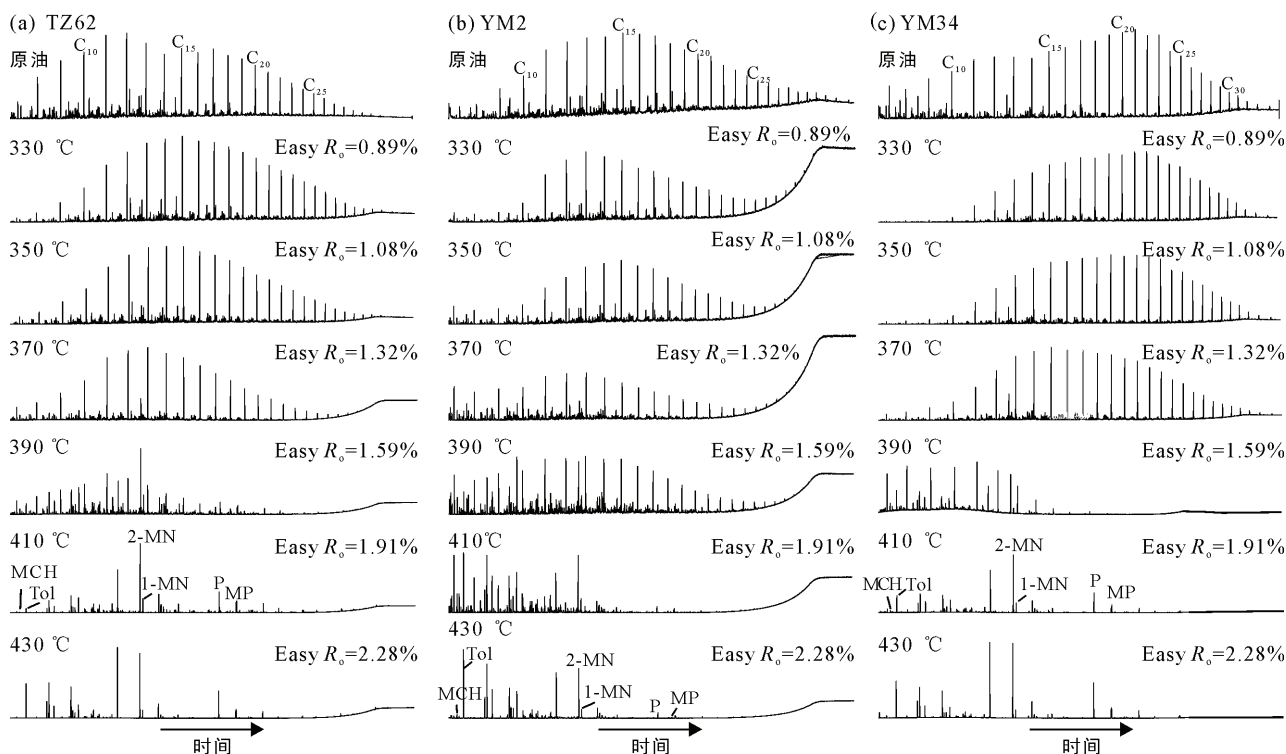 (a) TZ62
原油
C10
C15
C20
C25
330 ℃
Easy Ro=0.89%
350 ℃
Easy Ro=1.08%
370 ℃
Easy Ro=1.32%
390 ℃
Easy Ro=1.59%
410 ℃
Easy Ro=1.91%
MCH
Tol
2-MN
1-MN
P
MP
430 ℃
Easy Ro=2.28%
时间
(b) YM2
原油
C10
C15
C20
C25
330 ℃
Easy Ro=0.89%
350 ℃
Easy Ro=1.08%
370 ℃
Easy Ro=1.32%
390 ℃
Easy Ro=1.59%
410℃
Easy Ro=1.91%
430 ℃
Easy Ro=2.28%
MCH
Tol
2-MN
1-MN
P
MP
时间
(c) YM34
原油
C10
C15
C20
C25
C30
330 ℃
Easy Ro=0.89%
350 ℃
Easy Ro=1.08%
370 ℃
Easy Ro=1.32%
390 ℃
Easy Ro=1.59%
410 ℃
Easy Ro=1.91%
MCH
Tol
2-MN
1-MN
P
MP
430 ℃
Easy Ro=2.28%
时间